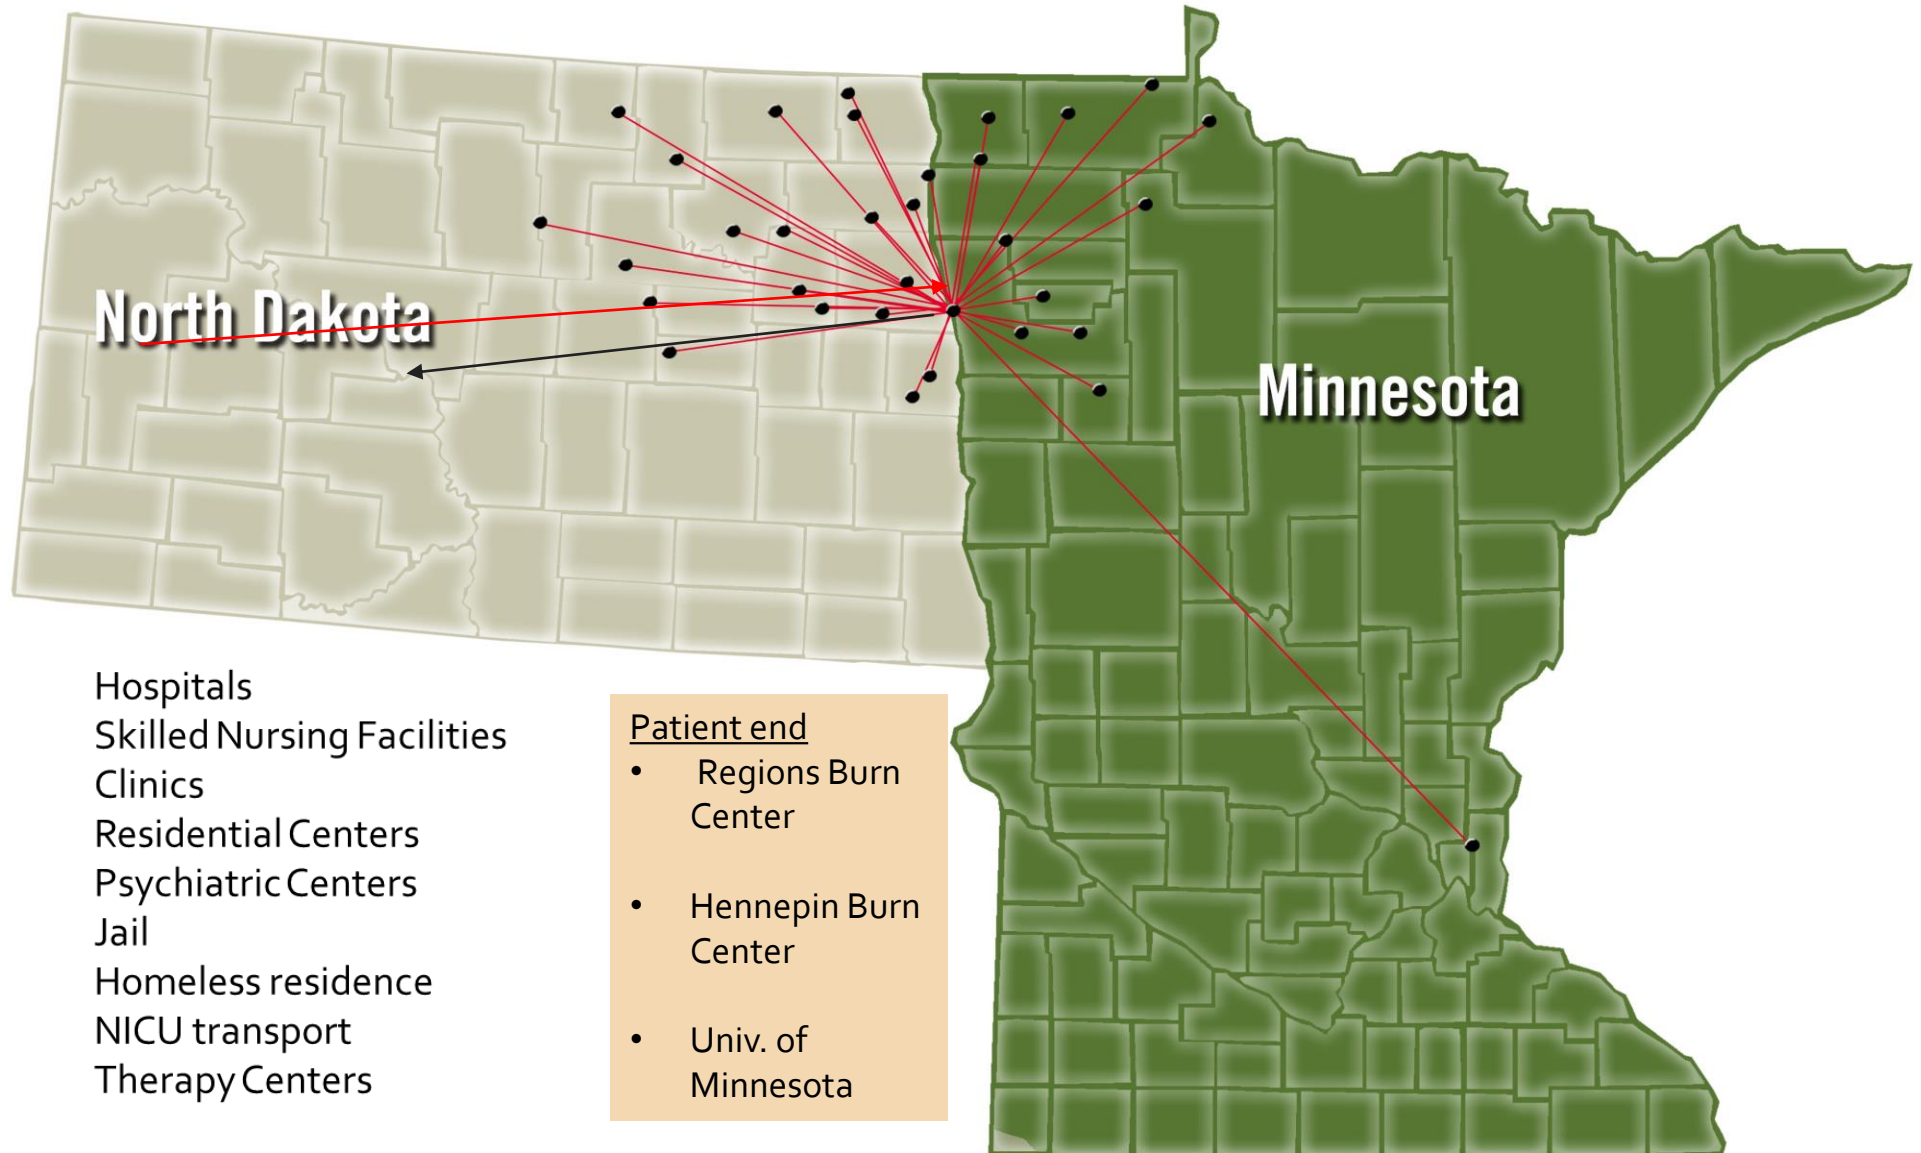 North Dakota
Minnesota
Hospitals
Skilled Nursing Facilities
Clinics
Residential Centers
Psychiatric Centers
Jail
Homeless residence
NICU transport
Therapy Centers
Patient end
• Regions Burn
Center
• Hennepin Burn
Center
• Univ. of
Minnesota